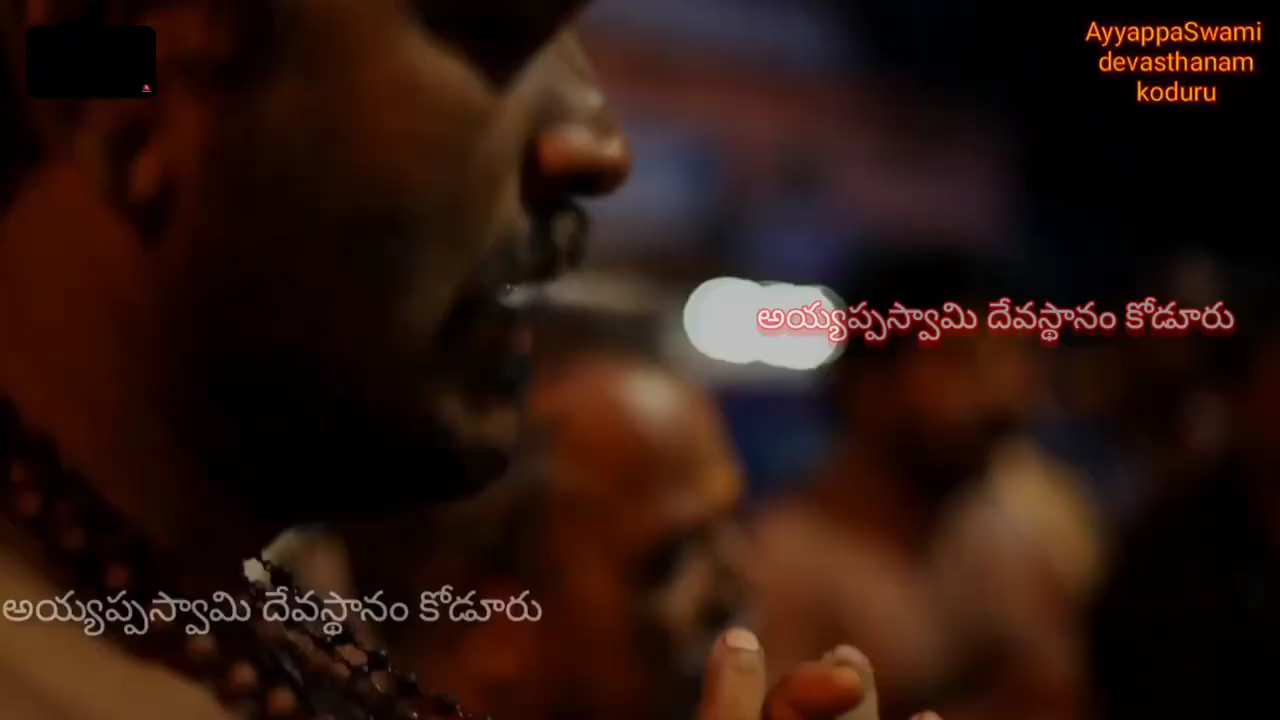 AyyappaSwami
devasthanam
koduru
అయ్యప్పస్వామి దేవస్థానం కోడూరు
అయ్యప్పస్వామి దేవస్థానం కోడూరు